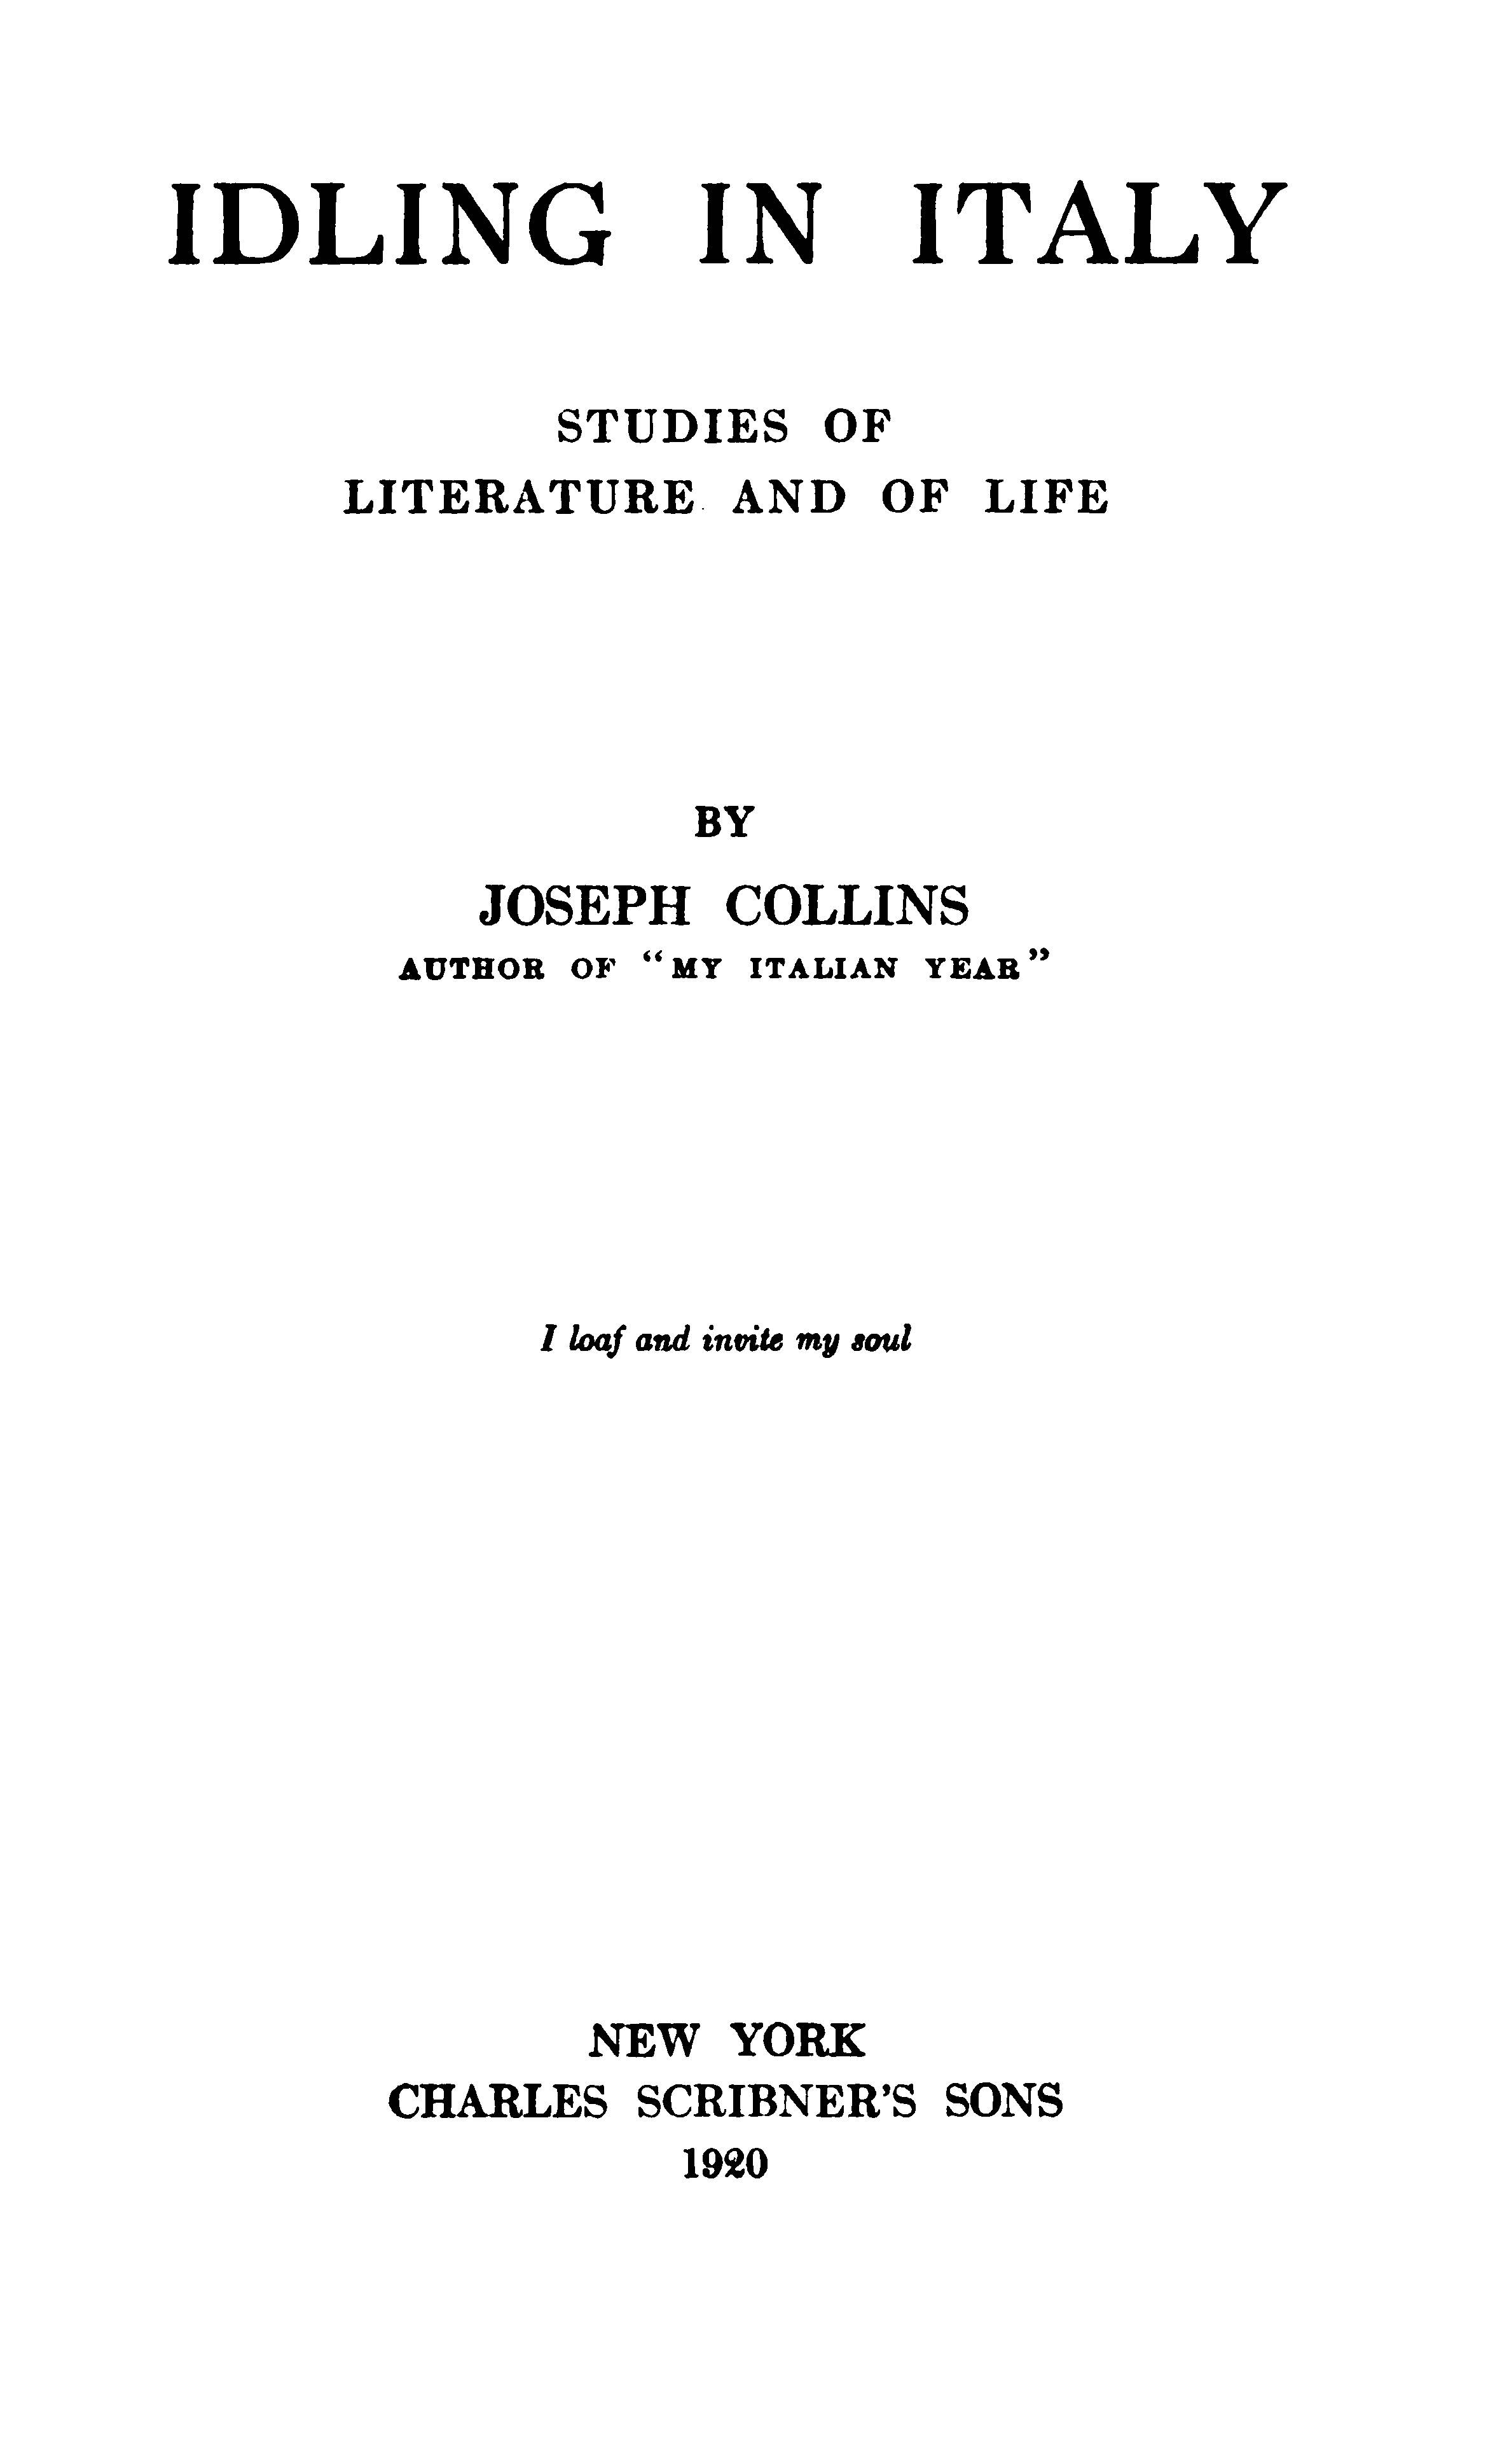 IDLING IN ITALY
STUDIES OF
LITERATURE AND OF LIFE
BY
JOSEPH COLLINS
AUTHOR OF “MY ITALIAN YEAR”
I loaf and invite my soul
NEW YORK
CHARLES SCRIBNER’S SONS
1920